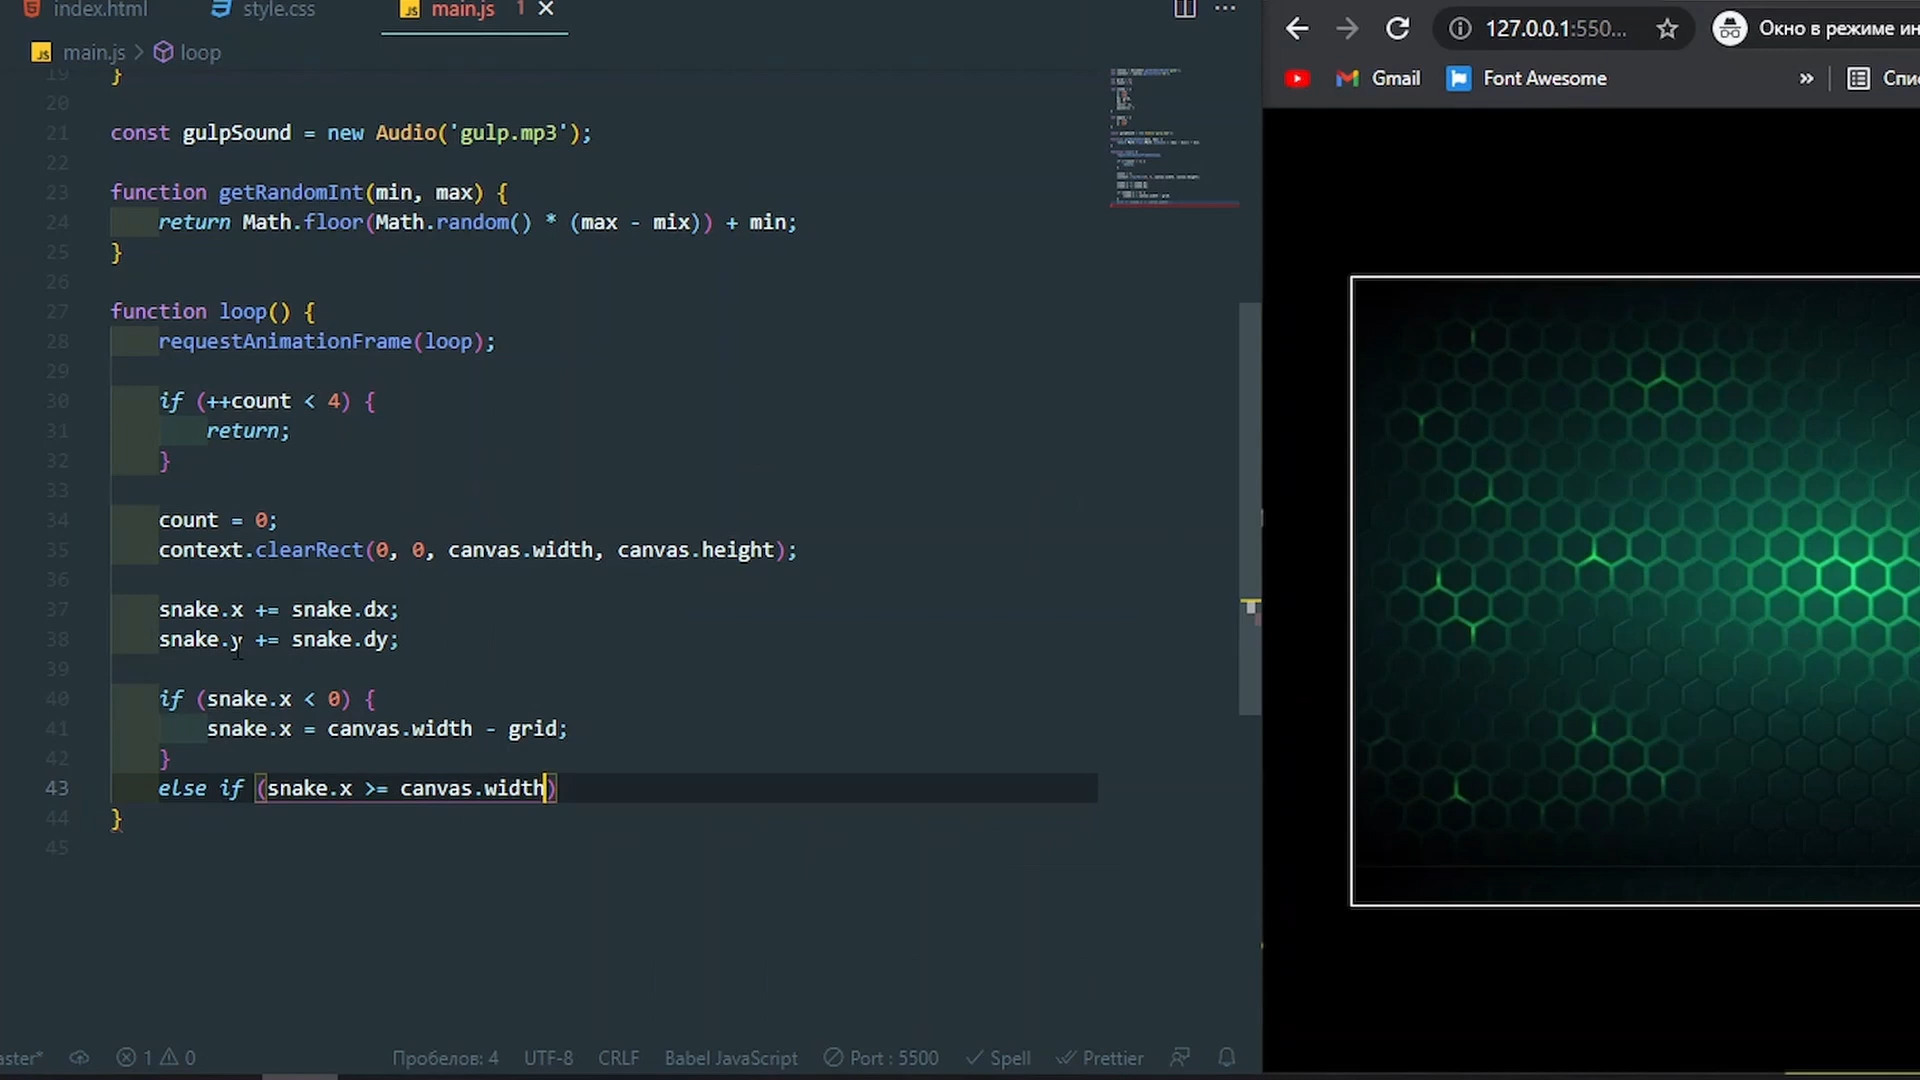 index.html
style.css
main.js 1
main.js > loop
19 }
20
21 const gulpSound = new Audio('gulp.mp3');
22
23 function getRandomInt(min, max) {
24 return Math.floor(Math.random() * (max - mix)) + min;
25 }
26
27 function loop() {
28 requestAnimationFrame(loop);
29
30 if (++count < 4) {
31 return;
32 }
33
34 count = 0;
35 context.clearRect(0, 0, canvas.width, canvas.height);
36
37 snake.x += snake.dx;
38 snake.y += snake.dy;
39
40 if (snake.x < 0) {
41 snake.x = canvas.width - grid;
42 }
43 else if (snake.x >= canvas.width)
44 }
45
aster* 1 0 Пробелов: 4 UTF-8 CRLF Babel JavaScript Port : 5500 Spell Prettier
127.0.0.1:550... Окно в режиме ин
Gmail Font Awesome » Спис